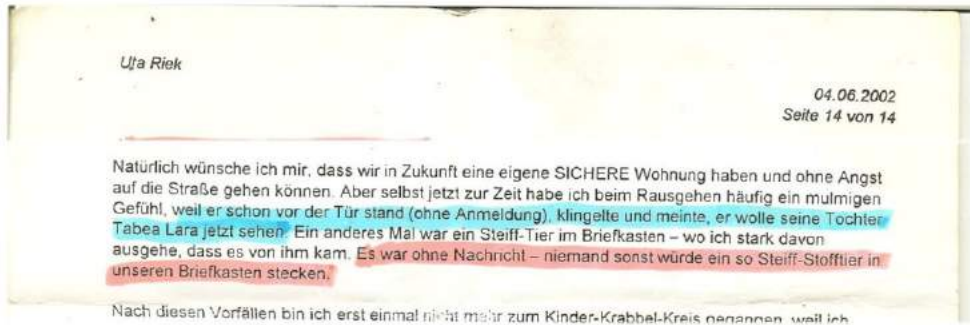 Uta Riek
04.06.2002
Seite 14 von 14
Natürlich wünsche ich mir, dass wir in Zukunft eine eigene SICHERE Wohnung haben und ohne Angst
auf die Straße gehen können. Aber selbst jetzt zur Zeit habe ich beim Rausgehen häufig ein mulmigen
Gefühl, weil er schon vor der Tür stand (ohne Anmeldung), klingelte und meinte, er wolle seine Tochter
Tabea Lara jetzt sehen. Ein anderes Mal war ein Steiff-Tier im Briefkasten – wo ich stark davon
ausgehe, dass es von ihm kam. Es war ohne Nachricht – niemand sonst würde ein so Steiff-Stofftier in
unseren Briefkasten stecken.
Nach diesen Vorfällen bin ich erst einmal nicht mehr zum Kinder-Krabbel-Kreis gegangen, weil ich